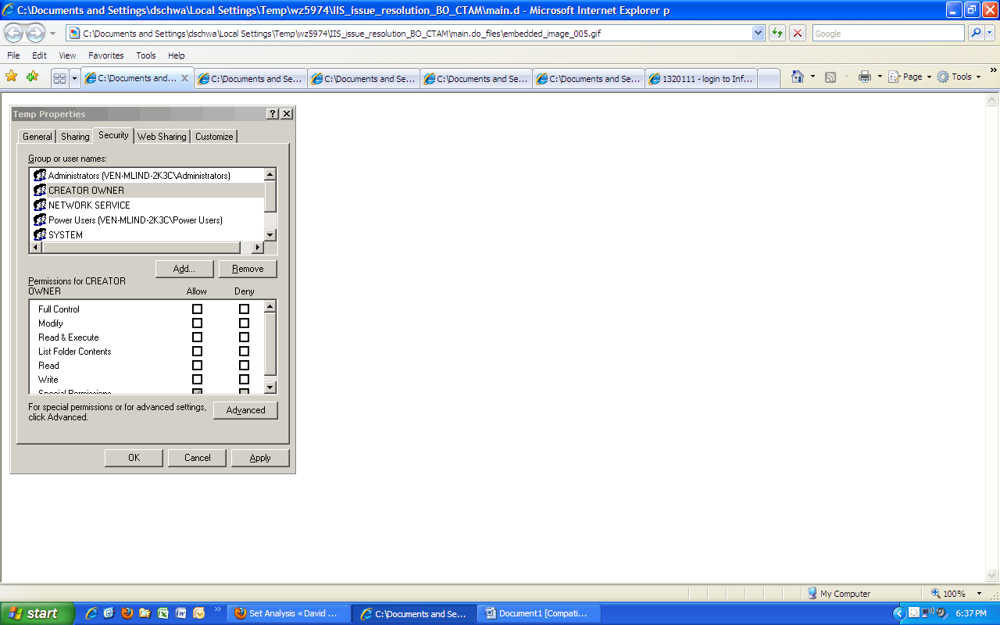 C:\Documents and Settings\dschwa\Local Settings\Temp\wz5974\IIS_issue_resolution_BO_CTAM\main.d - Microsoft Internet Explorer p
C:\Documents and Settings\dschwa\Local Settings\Temp\wz5974\IIS_issue_resolution_BO_CTAM\main.do_files\embedded_image_005.gif
Google
File Edit View Favorites Tools Help
C:\Documents and... C:\Documents and Se... C:\Documents and Se... C:\Documents and Se... C:\Documents and Se... 1320111 - login to Inf... Page Tools
Temp Properties
General Sharing Security Web Sharing Customize
Group or user names:
Administrators (VEN-MLIND-2K3C\Administrators)
CREATOR OWNER
NETWORK SERVICE
Power Users (VEN-MLIND-2K3C\Power Users)
SYSTEM
Add... Remove
Permissions for CREATOR
OWNER Allow Deny
Full Control
Modify
Read & Execute
List Folder Contents
Read
Write
Special Permissions
For special permissions or for advanced settings,
click Advanced.
Advanced
OK Cancel Apply
My Computer 100%
start Set Analysis « David ... C:\Documents and Se... Document1 [Compati... 6:37 PM